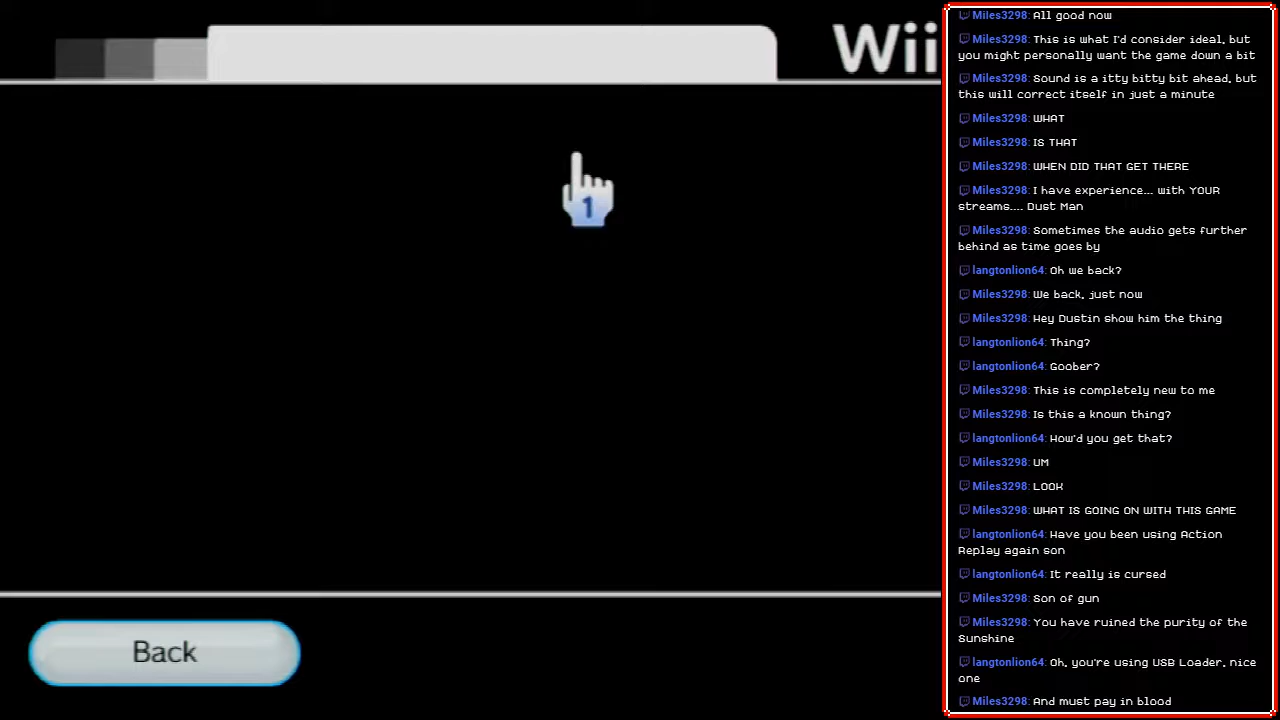 Wii
1
Back
Miles3298: All good now
Miles3298: This is what I'd consider ideal, but
you might personally want the game down a bit
Miles3298: Sound is a itty bitty bit ahead, but
this will correct itself in just a minute
Miles3298: WHAT
Miles3298: IS THAT
Miles3298: WHEN DID THAT GET THERE
Miles3298: I have experience... with YOUR
streams.... Dust Man
Miles3298: Sometimes the audio gets further
behind as time goes by
langtonlion64: Oh we back?
Miles3298: We back, just now
Miles3298: Hey Dustin show him the thing
langtonlion64: Thing?
langtonlion64: Goober?
Miles3298: This is completely new to me
Miles3298: Is this a known thing?
langtonlion64: How'd you get that?
Miles3298: UM
Miles3298: LOOK
Miles3298: WHAT IS GOING ON WITH THIS GAME
langtonlion64: Have you been using Action
Replay again son
langtonlion64: It really is cursed
Miles3298: Son of gun
Miles3298: You have ruined the purity of the
Sunshine
langtonlion64: Oh, you're using USB Loader, nice
one
Miles3298: And must pay in blood